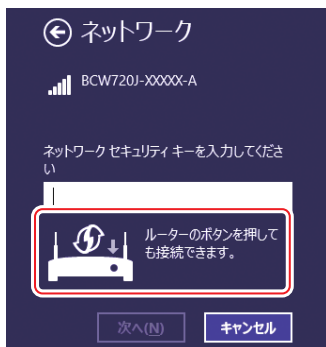 ネットワーク
BCW720J-XXXXX-A
ネットワーク セキュリティ キーを入力してくださ
い
ルーターのボタンを押して
も接続できます。
次へ(N)
キャンセル